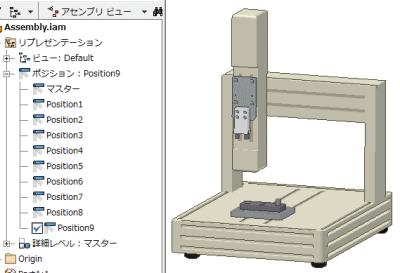 アセンブリ ビュー
Assembly.iam
リプレゼンテーション
ビュー: Default
ポジション : Position9
マスター
Position1
Position2
Position3
Position4
Position5
Position6
Position7
Position8
Position9
詳細レベル : マスター
Origin